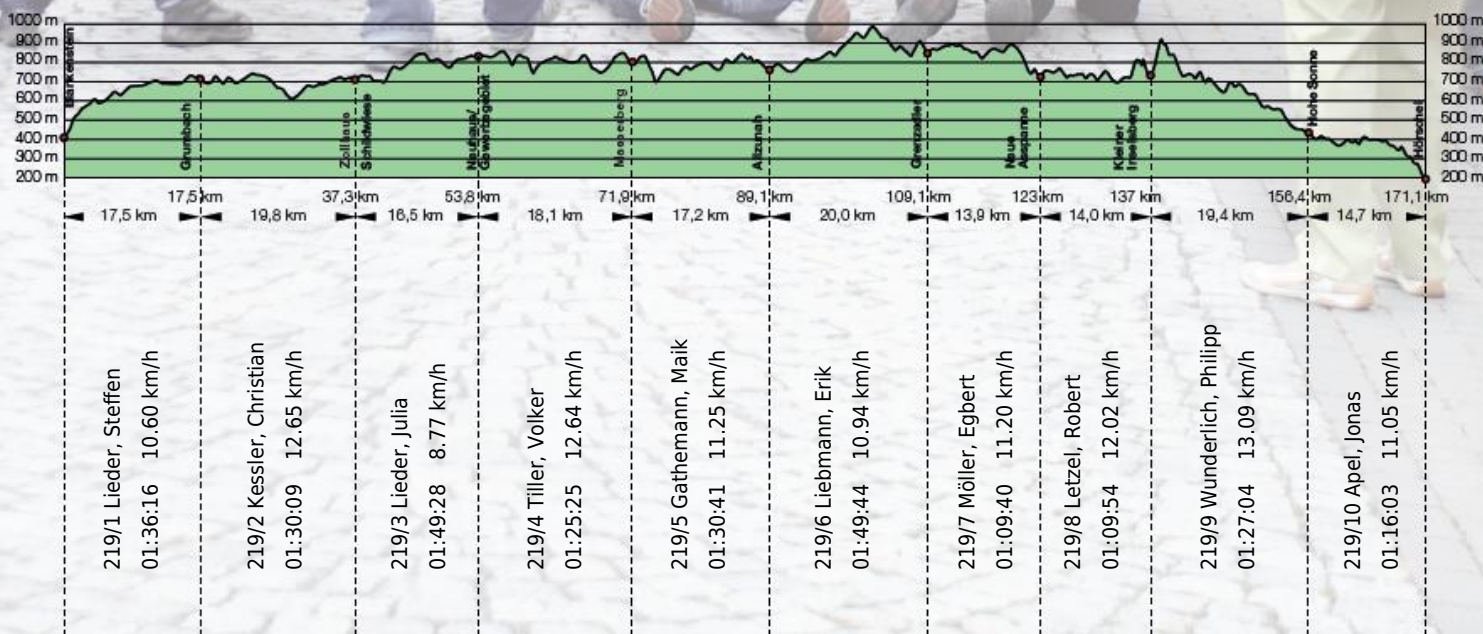 1000 m
900 m
800 m
700 m
600 m
500 m
400 m
300 m
200 m
1000 m
900 m
800 m
700 m
600 m
500 m
400 m
300 m
200 m
Blankenstein
Grumbach
Zollhaus
Schildwiese
Neuhaus/
Masserberg
Allzunah
Grenzadler
Neue
Ausspanne
Kleiner
Inselsberg
Hohe Sonne
Hörschel
17,5 km
37,3 km
53,8 km
71,9 km
89,1 km
109,1 km
123 km
137 km
156,4 km
171,1 km
17,5 km
19,8 km
16,5 km
18,1 km
17,2 km
20,0 km
13,9 km
14,0 km
19,4 km
14,7 km
219/1 Lieder, Steffen
01:36:16 10.60 km/h
219/2 Kessler, Christian
01:30:09 12.65 km/h
219/3 Lieder, Julia
01:49:28 8.77 km/h
219/4 Tiller, Volker
01:25:25 12.64 km/h
219/5 Gathemann, Maik
01:30:41 11.25 km/h
219/6 Liebmann, Erik
01:49:44 10.94 km/h
219/7 Möller, Egbert
01:09:40 11.20 km/h
219/8 Letzel, Robert
01:09:54 12.02 km/h
219/9 Wunderlich, Philipp
01:27:04 13.09 km/h
219/10 Apel, Jonas
01:16:03 11.05 km/h